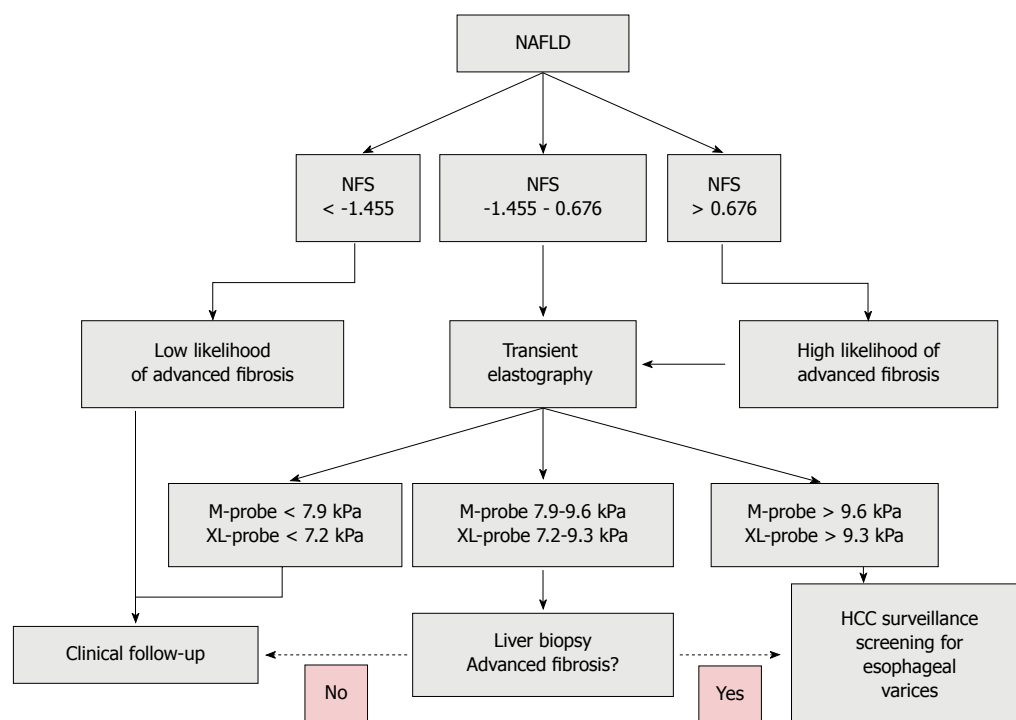 NAFLD
NFS
< -1.455
NFS
-1.455 - 0.676
NFS
> 0.676
Low likelihood
of advanced fibrosis
Transient
elastography
High likelihood of
advanced fibrosis
M-probe < 7.9 kPa
XL-probe < 7.2 kPa
M-probe 7.9-9.6 kPa
XL-probe 7.2-9.3 kPa
M-probe > 9.6 kPa
XL-probe > 9.3 kPa
Clinical follow-up
Liver biopsy
Advanced fibrosis?
HCC surveillance
screening for
esophageal
varices
No
Yes